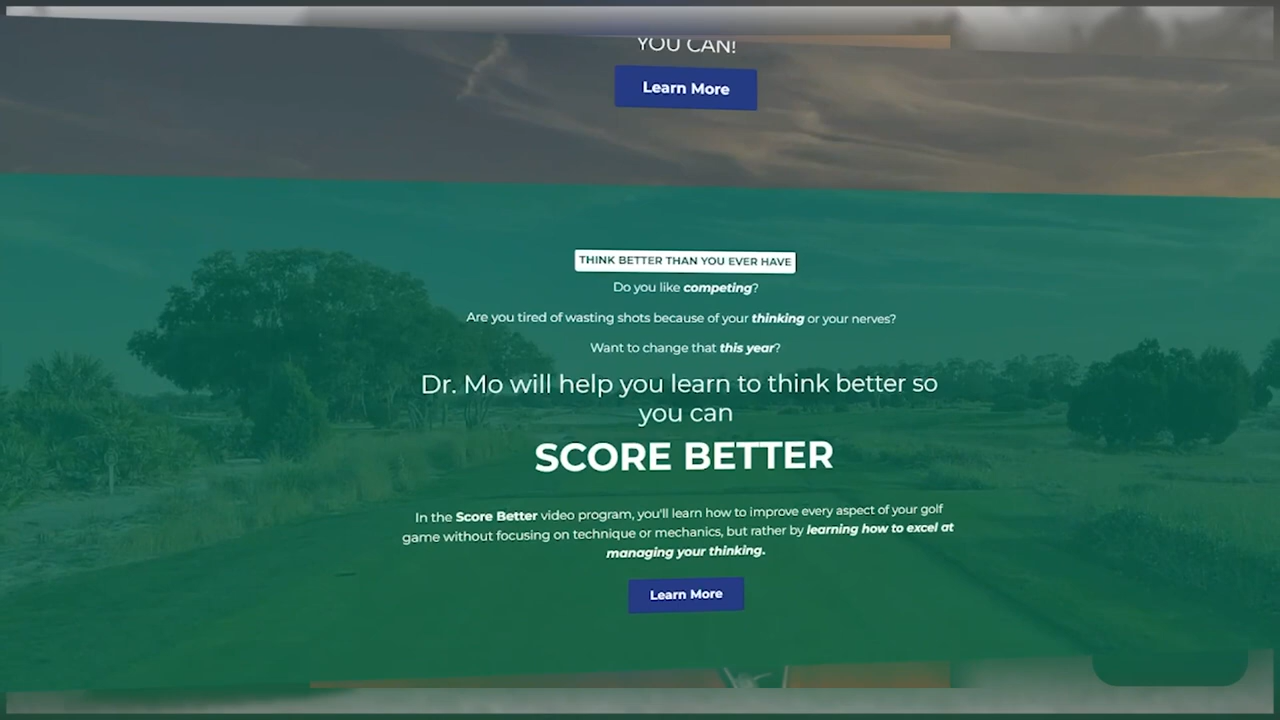 YOU CAN!
Learn More
THINK BETTER THAN YOU EVER HAVE
Do you like competing?
Are you tired of wasting shots because of your thinking or your nerves?
Want to change that this year?
Dr. Mo will help you learn to think better so
you can
SCORE BETTER
In the Score Better video program, you'll learn how to improve every aspect of your golf
game without focusing on technique or mechanics, but rather by learning how to excel at
managing your thinking.
Learn More